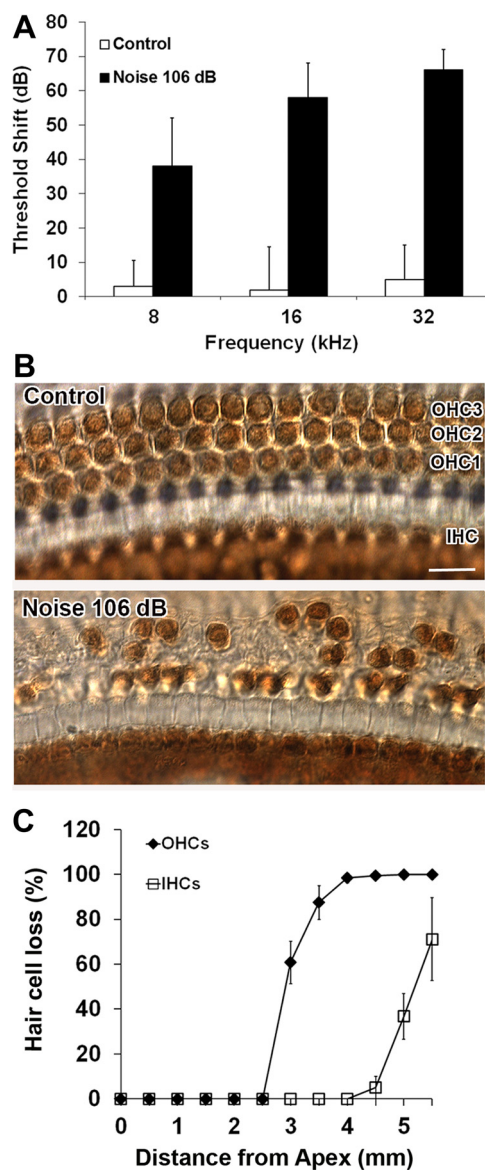 A
80
70
60
50
40
30
20
10
0
Threshold Shift (dB)
Control
Noise 106 dB
8 16 32
Frequency (kHz)
B
Control
OHC3
OHC2
OHC1
IHC
Noise 106 dB
C
120
100
80
60
40
20
0
Hair cell loss (%)
OHCs
IHCs
0 1 2 3 4 5
Distance from Apex (mm)